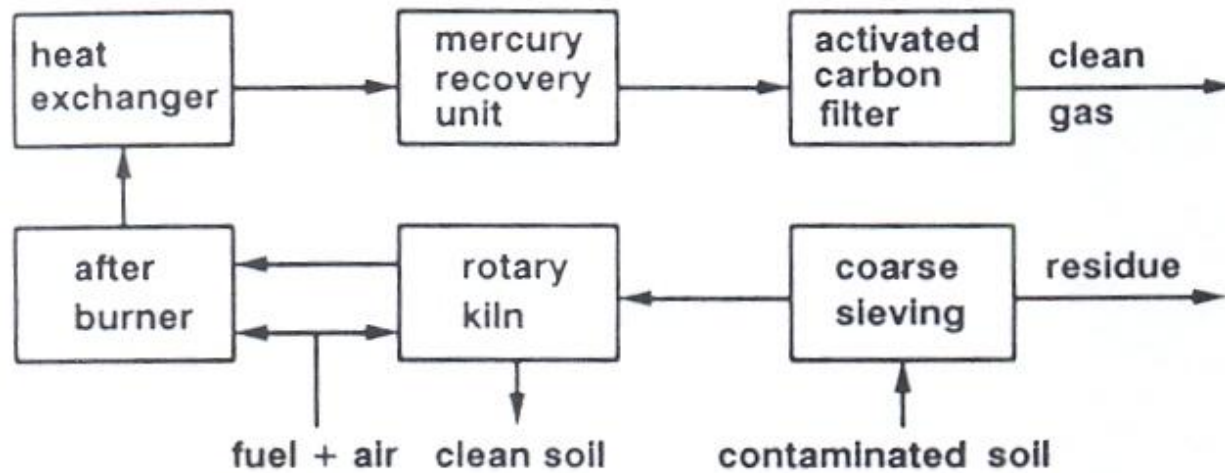 heat
exchanger
mercury
recovery
unit
activated
carbon
filter
clean
gas
after
burner
rotary
kiln
coarse
sieving
residue
fuel + air
clean soil
contaminated soil